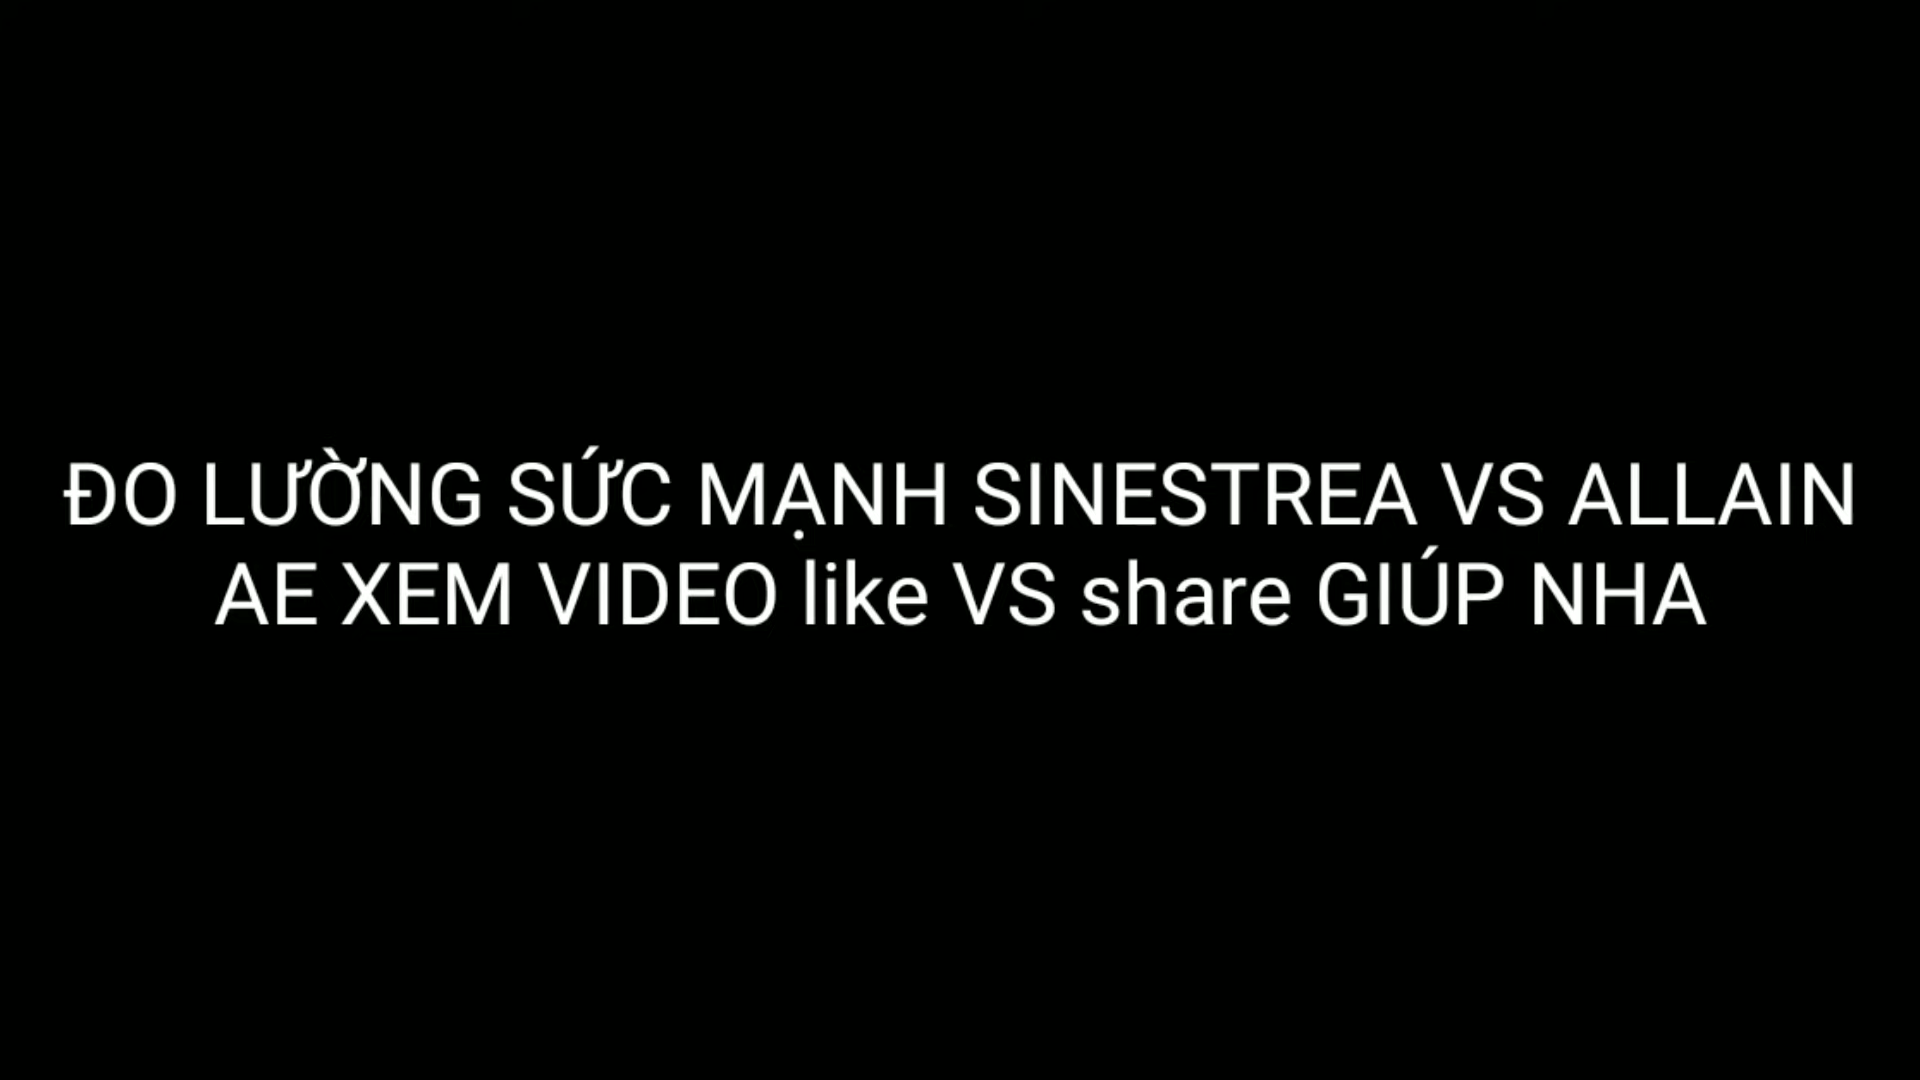 ĐO LƯỜNG SỨC MẠNH SINESTREA VS ALLAIN
AE XEM VIDEO like VS share GIÚP NHA